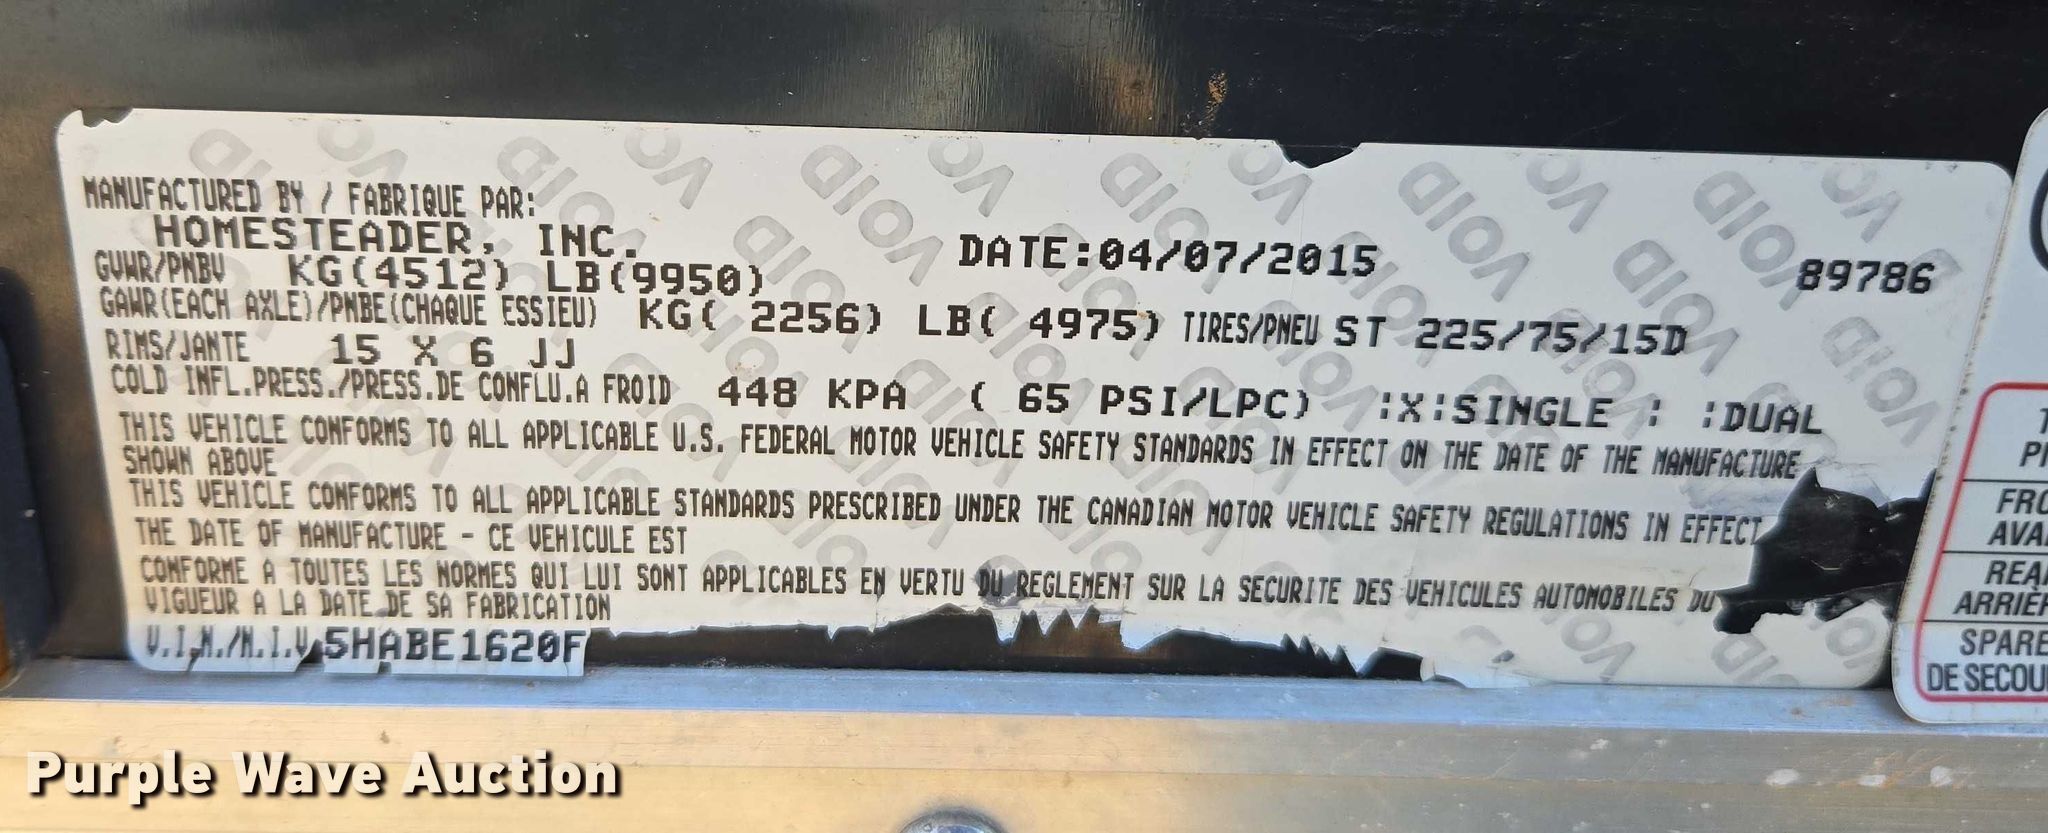 MANUFACTURED BY / FABRIQUE PAR:
HOMESTEADER, INC.
DATE:04/07/2015
89786
GVWR/PNBV KG(4512) LB(9950)
GAWR(EACH AXLE)/PNBE(CHAQUE ESSIEU) KG( 2256) LB( 4975) TIRES/PNEU ST 225/75/15D
RIMS/JANTE 15 X 6 JJ
COLD INFL.PRESS./PRESS.DE CONFLU.A FROID 448 KPA ( 65 PSI/LPC) :X:SINGLE : :DUAL
THIS VEHICLE CONFORMS TO ALL APPLICABLE U.S. FEDERAL MOTOR VEHICLE SAFETY STANDARDS IN EFFECT ON THE DATE OF THE MANUFACTURE
SHOWN ABOVE
THIS VEHICLE CONFORMS TO ALL APPLICABLE STANDARDS PRESCRIBED UNDER THE CANADIAN MOTOR VEHICLE SAFETY REGULATIONS IN EFFECT
THE DATE OF MANUFACTURE - CE VEHICULE EST
CONFORME A TOUTES LES NORMES QUI LUI SONT APPLICABLES EN VERTU DU REGLEMENT SUR LA SECURITE DES VEHICULES AUTOMOBILES DU
VIGUEUR A LA DATE DE SA FABRICATION
V.I.N./N.I.V 5HABE1620F
FRO
AVA
REA
ARRIÈR
SPARE
DE SECOU
Purple Wave Auction